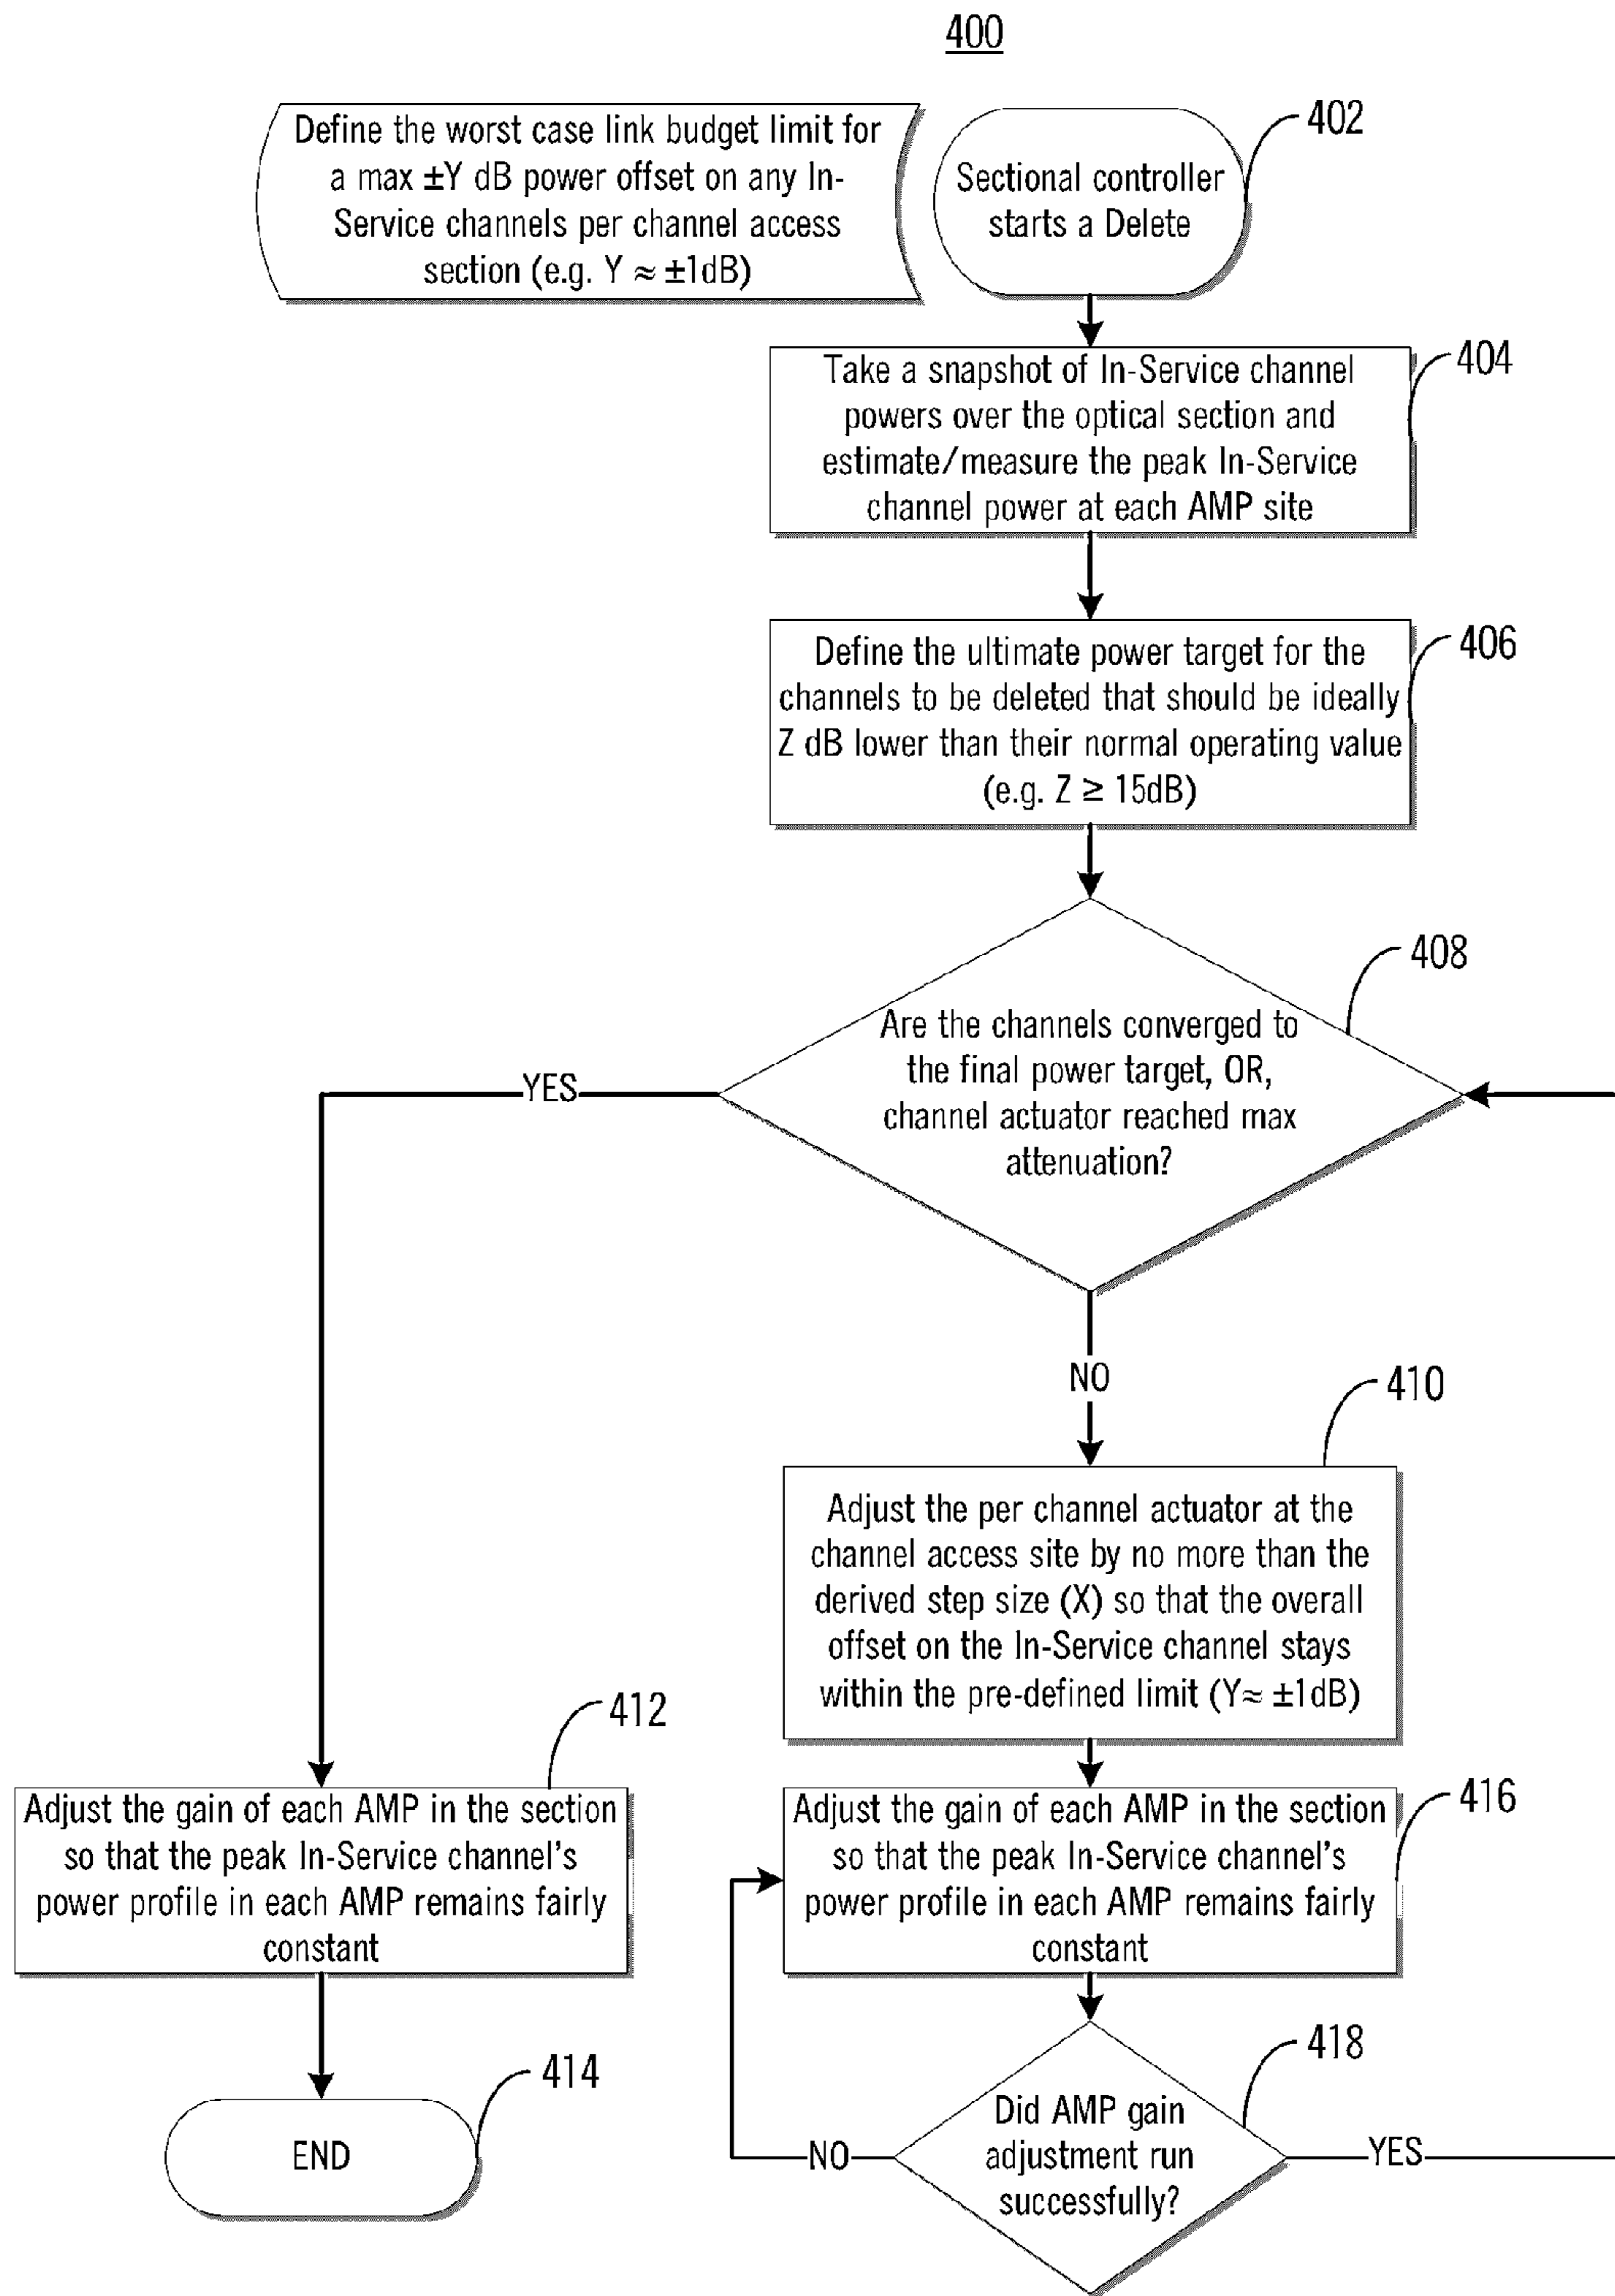 400
Define the worst case link budget limit for
a max ±Y dB power offset on any In-
Service channels per channel access
section (e.g. Y ≈ ±1dB)
402
Sectional controller
starts a Delete
404
Take a snapshot of In-Service channel
powers over the optical section and
estimate/measure the peak In-Service
channel power at each AMP site
406
Define the ultimate power target for the
channels to be deleted that should be ideally
Z dB lower than their normal operating value
(e.g. Z ≥ 15dB)
408
Are the channels converged to
the final power target, OR,
channel actuator reached max
attenuation?
YES
NO
410
Adjust the per channel actuator at the
channel access site by no more than the
derived step size (X) so that the overall
offset on the In-Service channel stays
within the pre-defined limit (Y≈ ±1dB)
412
Adjust the gain of each AMP in the section
so that the peak In-Service channel's
power profile in each AMP remains fairly
constant
416
Adjust the gain of each AMP in the section
so that the peak In-Service channel's
power profile in each AMP remains fairly
constant
414
END
418
Did AMP gain
adjustment run
successfully?
NO
YES